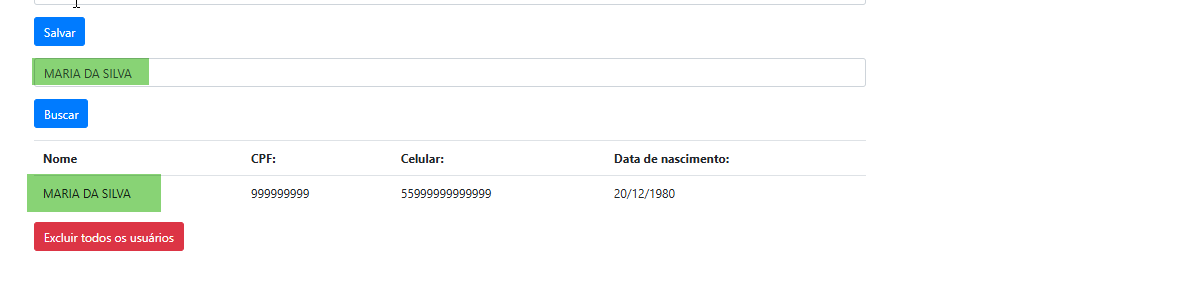 Salvar
MARIA DA SILVA
Buscar
Nome CPF: Celular: Data de nascimento:
MARIA DA SILVA 999999999 55999999999999 20/12/1980
Excluir todos os usuários